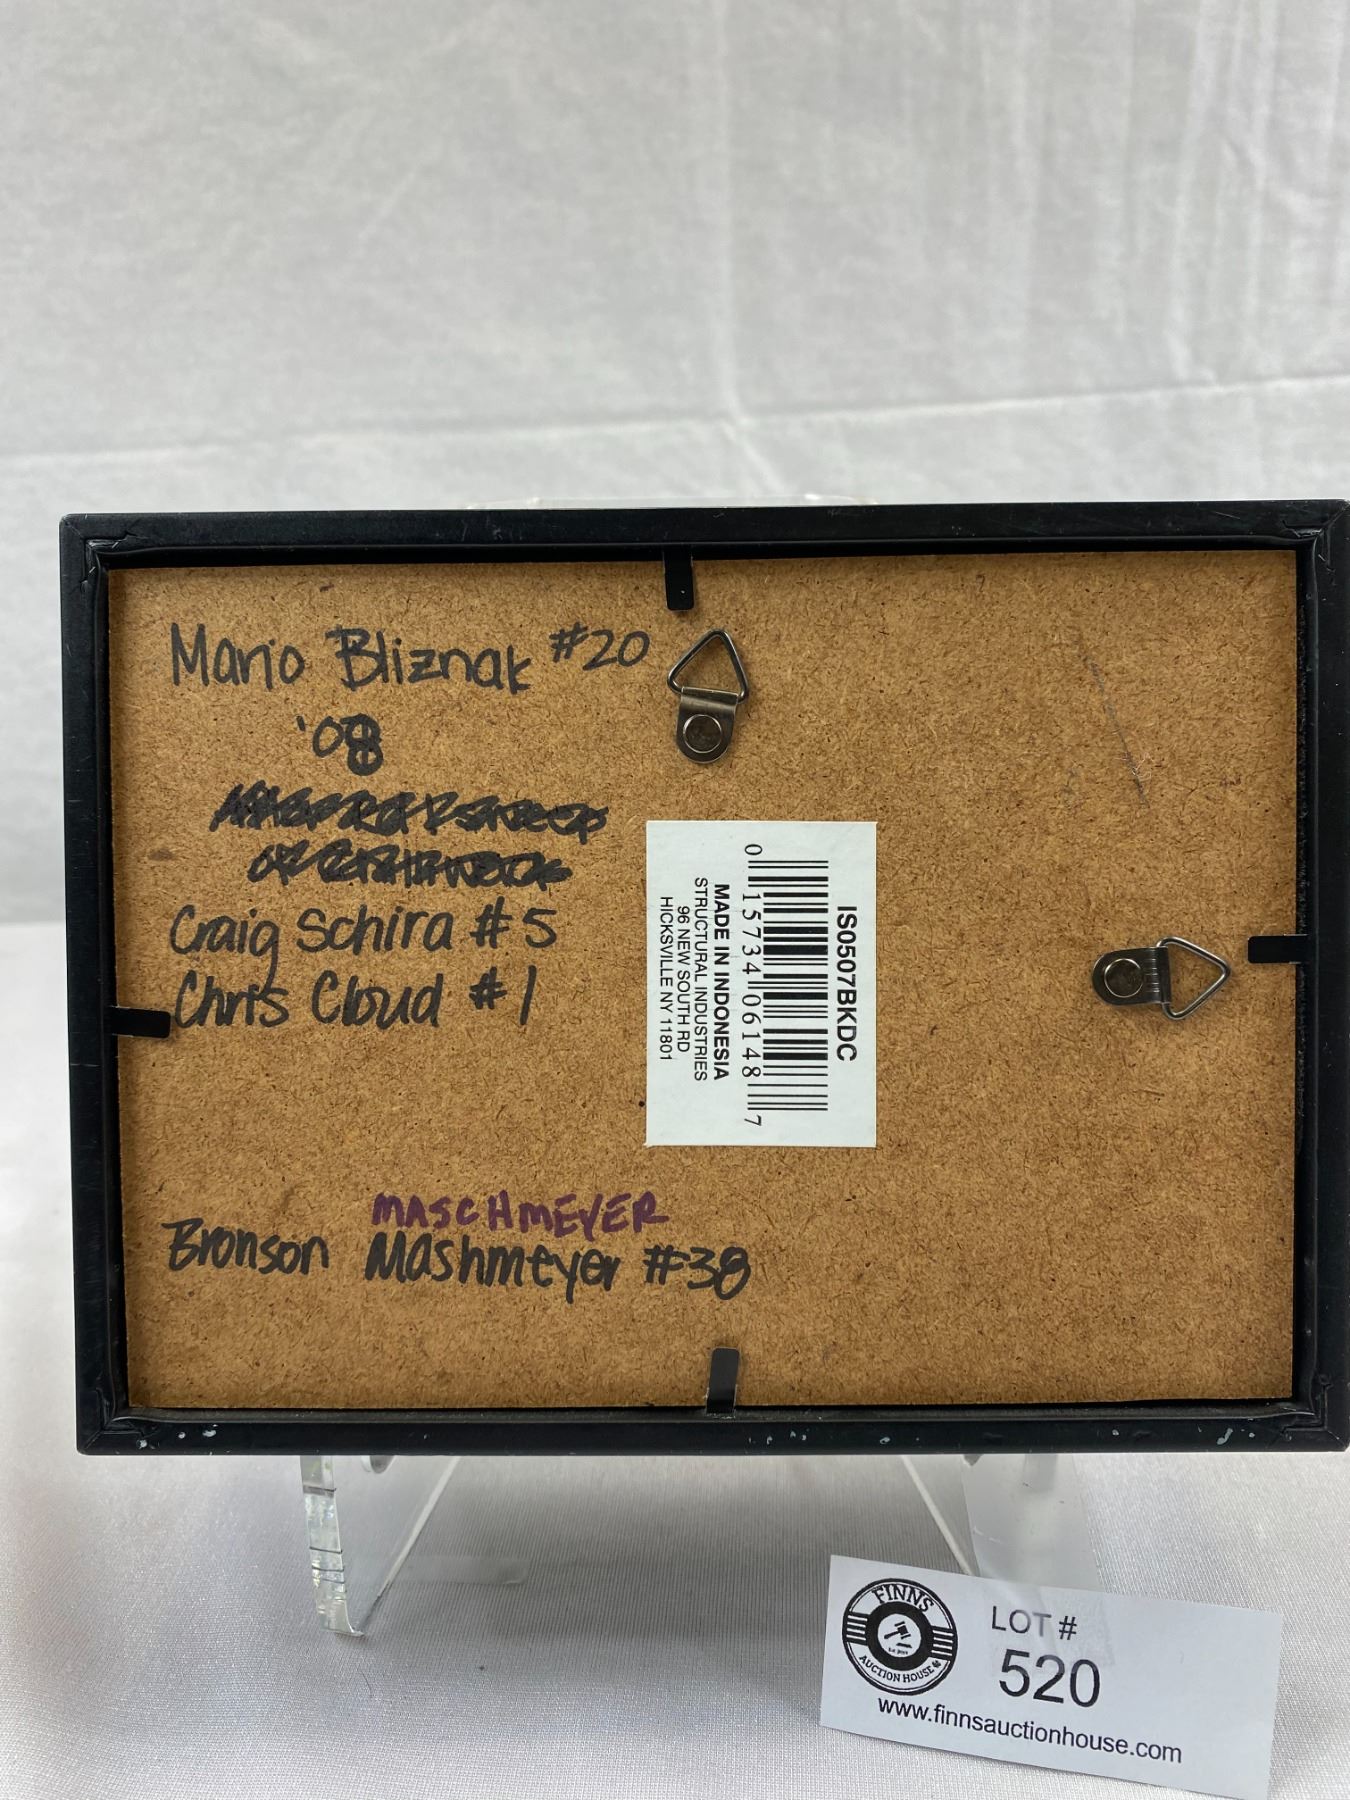 Mario Bliznak #20
'08
Craig Schira #5
Chris Cloud #1
MASCHMEYER
Bronson Mashmeyer #38
IS0507BKDC
0 15734 06148 7
MADE IN INDONESIA
STRUCTURAL INDUSTRIES
96 NEW SOUTH RD
HICKSVILLE NY 11801
FINNS
AUCTION HOUSE
LOT #
520
www.finnsauctionhouse.com